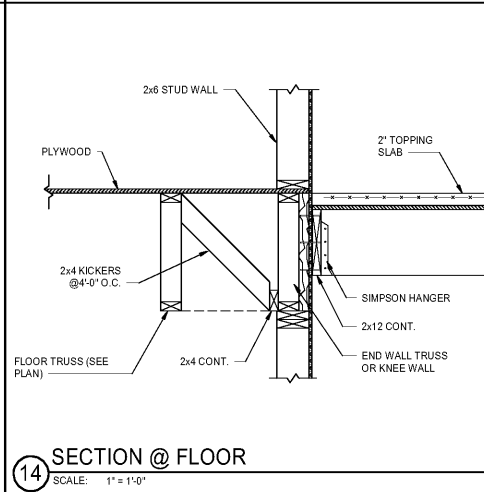 2x6 STUD WALL
PLYWOOD
2" TOPPING
SLAB
2x4 KICKERS
@4'-0" O.C.
SIMPSON HANGER
2x12 CONT.
FLOOR TRUSS (SEE
PLAN)
2x4 CONT.
END WALL TRUSS
OR KNEE WALL
14
SECTION @ FLOOR
SCALE: 1" = 1'-0"